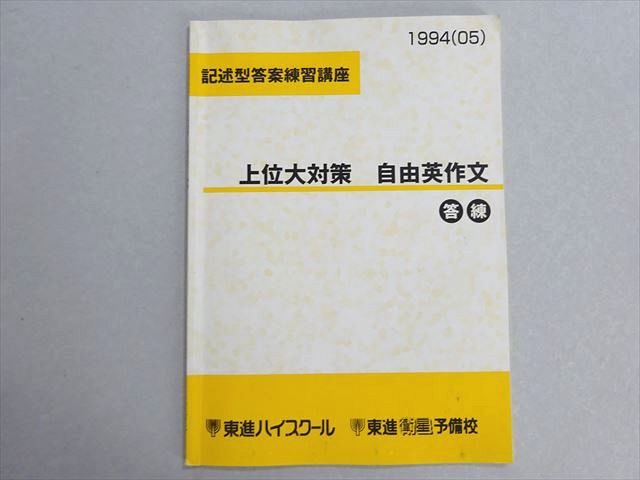 1994(05)
記述型答案練習講座
上位大対策 自由英作文
答練
東進ハイスクール 東進衛星予備校